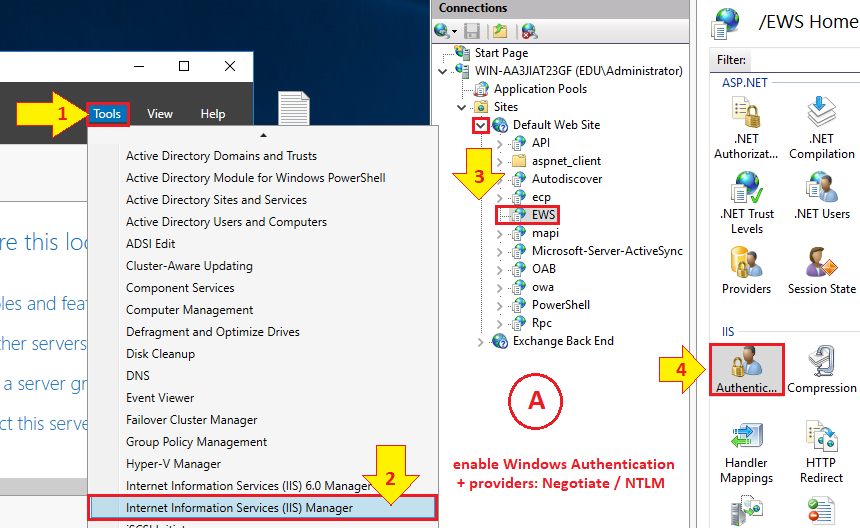 1
Tools
View
Help
Active Directory Domains and Trusts
Active Directory Module for Windows PowerShell
Active Directory Sites and Services
Active Directory Users and Computers
ADSI Edit
Cluster-Aware Updating
Component Services
Computer Management
Defragment and Optimize Drives
Disk Cleanup
DNS
Event Viewer
Failover Cluster Manager
Group Policy Management
Hyper-V Manager
Internet Information Services (IIS) 6.0 Manager
2
Internet Information Services (IIS) Manager
re this loc
les and feat
her servers
a server gr
ct this serve
Connections
Start Page
WIN-AA3JIAT23GF (EDU\Administrator)
Application Pools
Sites
Default Web Site
3
API
aspnet_client
Autodiscover
ecp
EWS
mapi
Microsoft-Server-ActiveSync
OAB
owa
PowerShell
Rpc
Exchange Back End
A
enable Windows Authentication
+ providers: Negotiate / NTLM
/EWS Home
Filter:
ASP.NET
.NET Authorizat...
.NET Compilation
.NET Trust Levels
.NET Users
Providers
Session State
IIS
4
Authentic...
Compression
Handler Mappings
HTTP Redirect